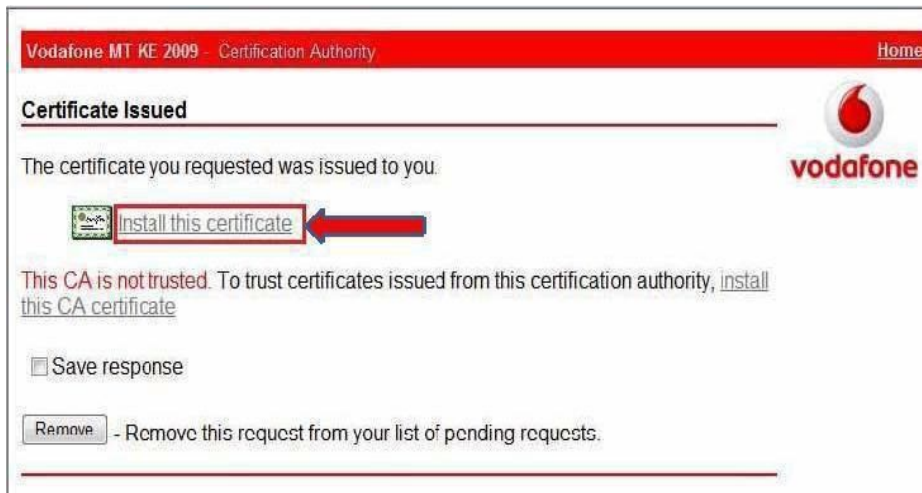 Vodafone MT KE 2009 - Certification Authority Home
Certificate Issued
vodafone
The certificate you requested was issued to you.
Install this certificate
This CA is not trusted. To trust certificates issued from this certification authority, install
this CA certificate
Save response
Remove - Remove this request from your list of pending requests.